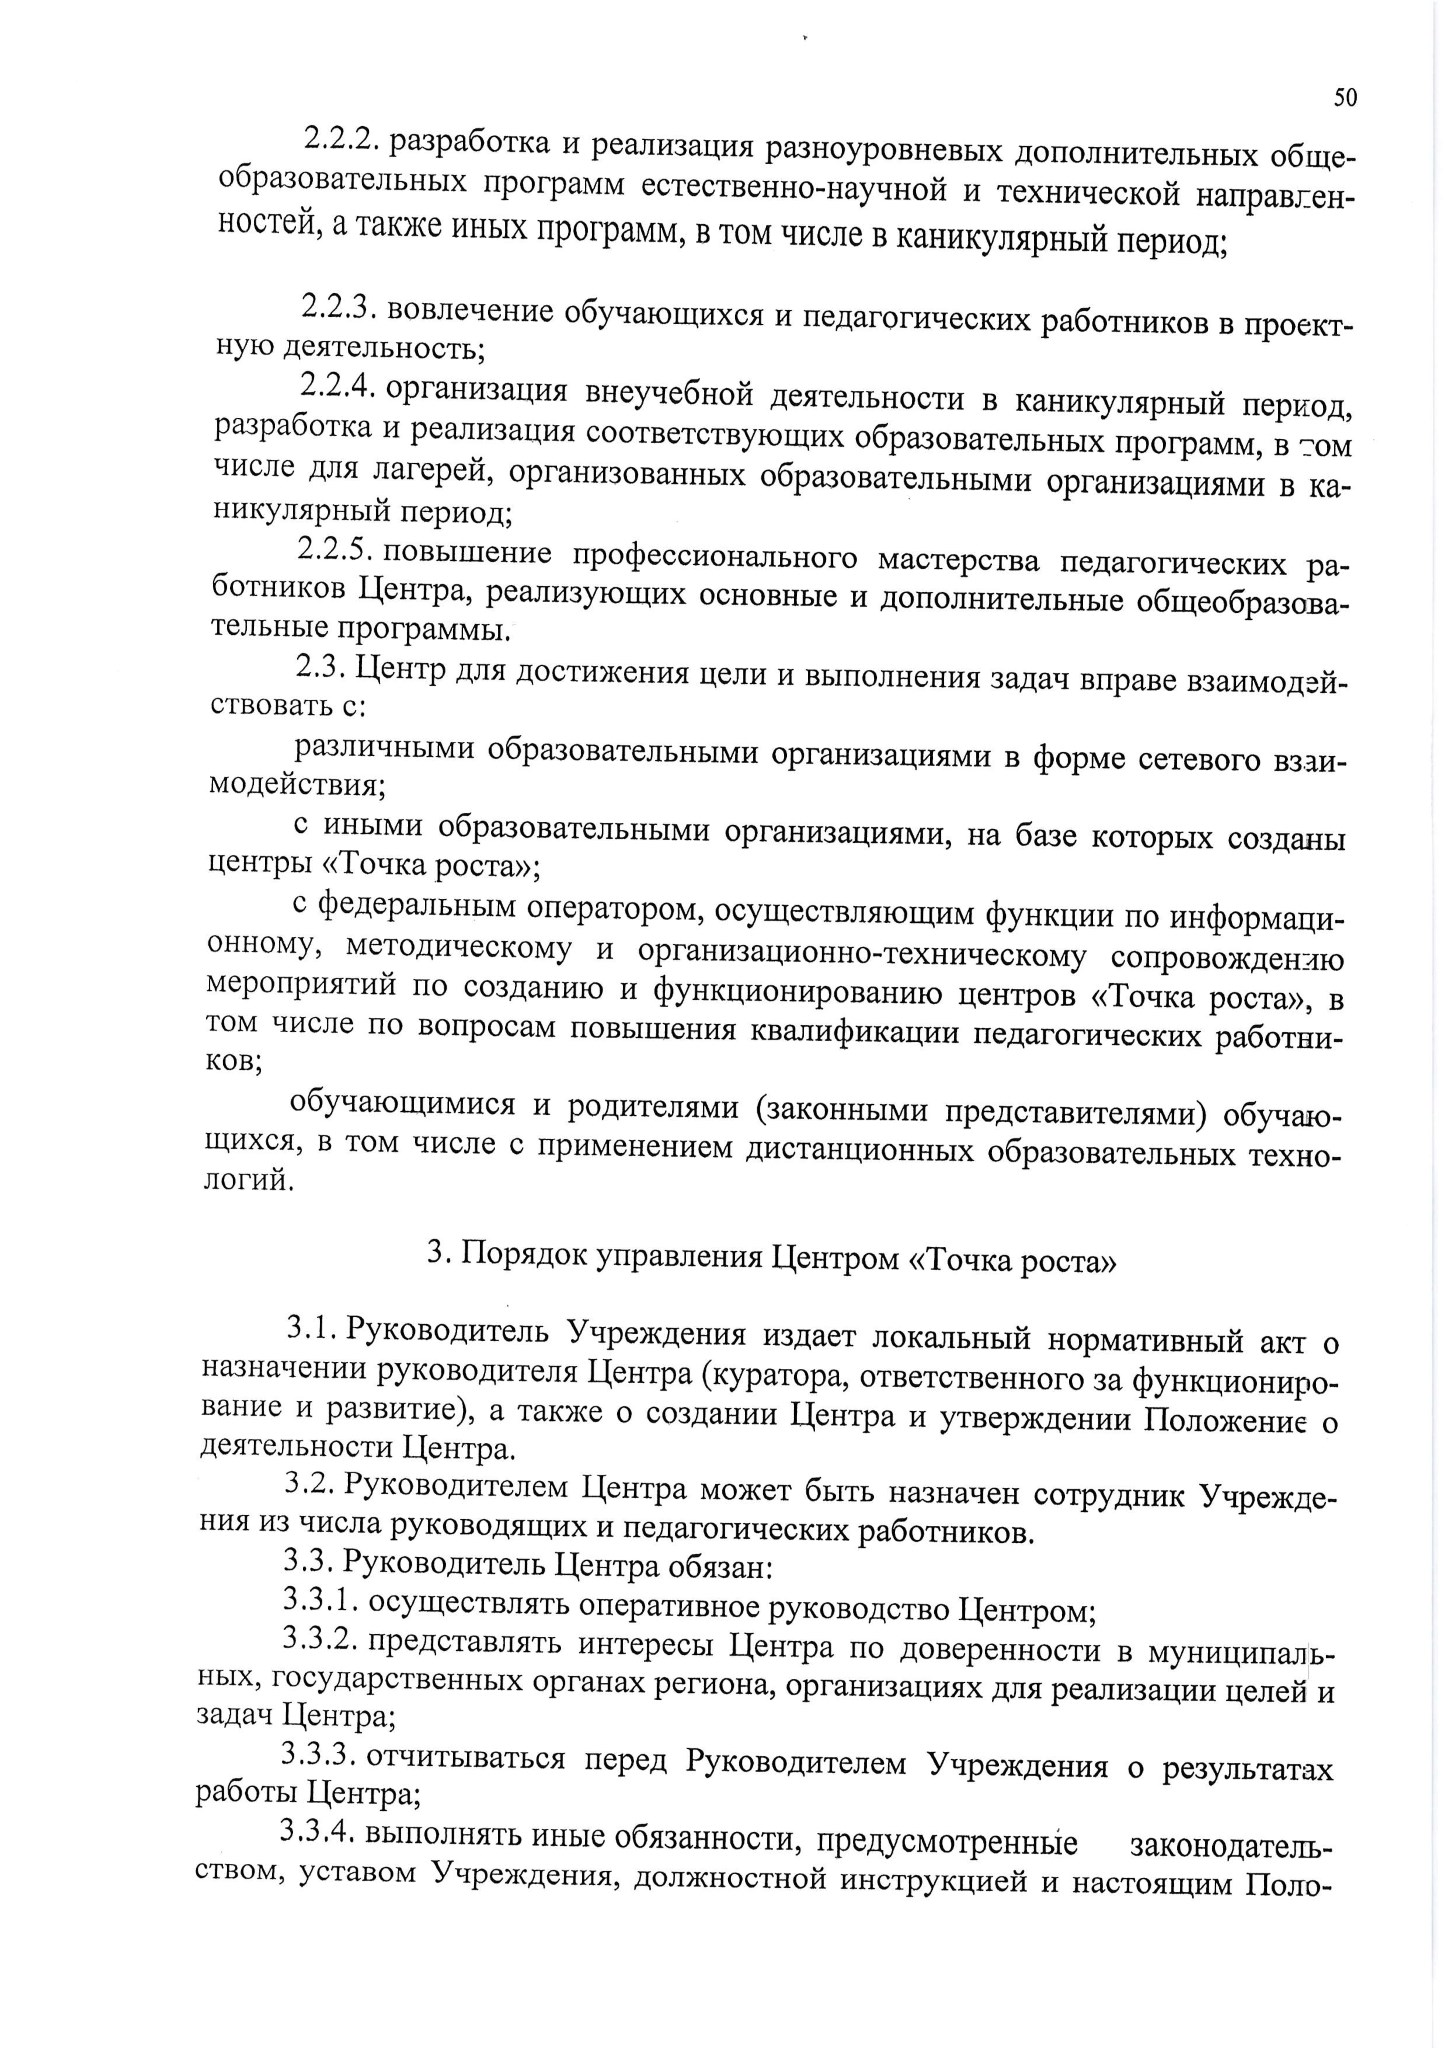 50
2.2.2. разработка и реализация разноуровневых дополнительных обще-
образовательных программ естественно-научной и технической направлен-
ностей, а также иных программ, в том числе в каникулярный период;
2.2.3. вовлечение обучающихся и педагогических работников в проект-
ную деятельность;
2.2.4. организация внеучебной деятельности в каникулярный период,
разработка и реализация соответствующих образовательных программ, в том
числе для лагерей, организованных образовательными организациями в ка-
никулярный период;
2.2.5. повышение профессионального мастерства педагогических ра-
ботников Центра, реализующих основные и дополнительные общеобразова-
тельные программы.
2.3. Центр для достижения цели и выполнения задач вправе взаимодей-
ствовать с:
различными образовательными организациями в форме сетевого взаи-
модействия;
с иными образовательными организациями, на базе которых созданы
центры «Точка роста»;
с федеральным оператором, осуществляющим функции по информаци-
онному, методическому и организационно-техническому сопровождению
мероприятий по созданию и функционированию центров «Точка роста», в
том числе по вопросам повышения квалификации педагогических работни-
ков;
обучающимися и родителями (законными представителями) обучаю-
щихся, в том числе с применением дистанционных образовательных техно-
логий.
3. Порядок управления Центром «Точка роста»
3.1. Руководитель Учреждения издает локальный нормативный акт о
назначении руководителя Центра (куратора, ответственного за функциониро-
вание и развитие), а также о создании Центра и утверждении Положение о
деятельности Центра.
3.2. Руководителем Центра может быть назначен сотрудник Учрежде-
ния из числа руководящих и педагогических работников.
3.3. Руководитель Центра обязан:
3.3.1. осуществлять оперативное руководство Центром;
3.3.2. представлять интересы Центра по доверенности в муниципаль-
ных, государственных органах региона, организациях для реализации целей и
задач Центра;
3.3.3. отчитываться перед Руководителем Учреждения о результатах
работы Центра;
3.3.4. выполнять иные обязанности, предусмотренные законодатель-
ством, уставом Учреждения, должностной инструкцией и настоящим Поло-